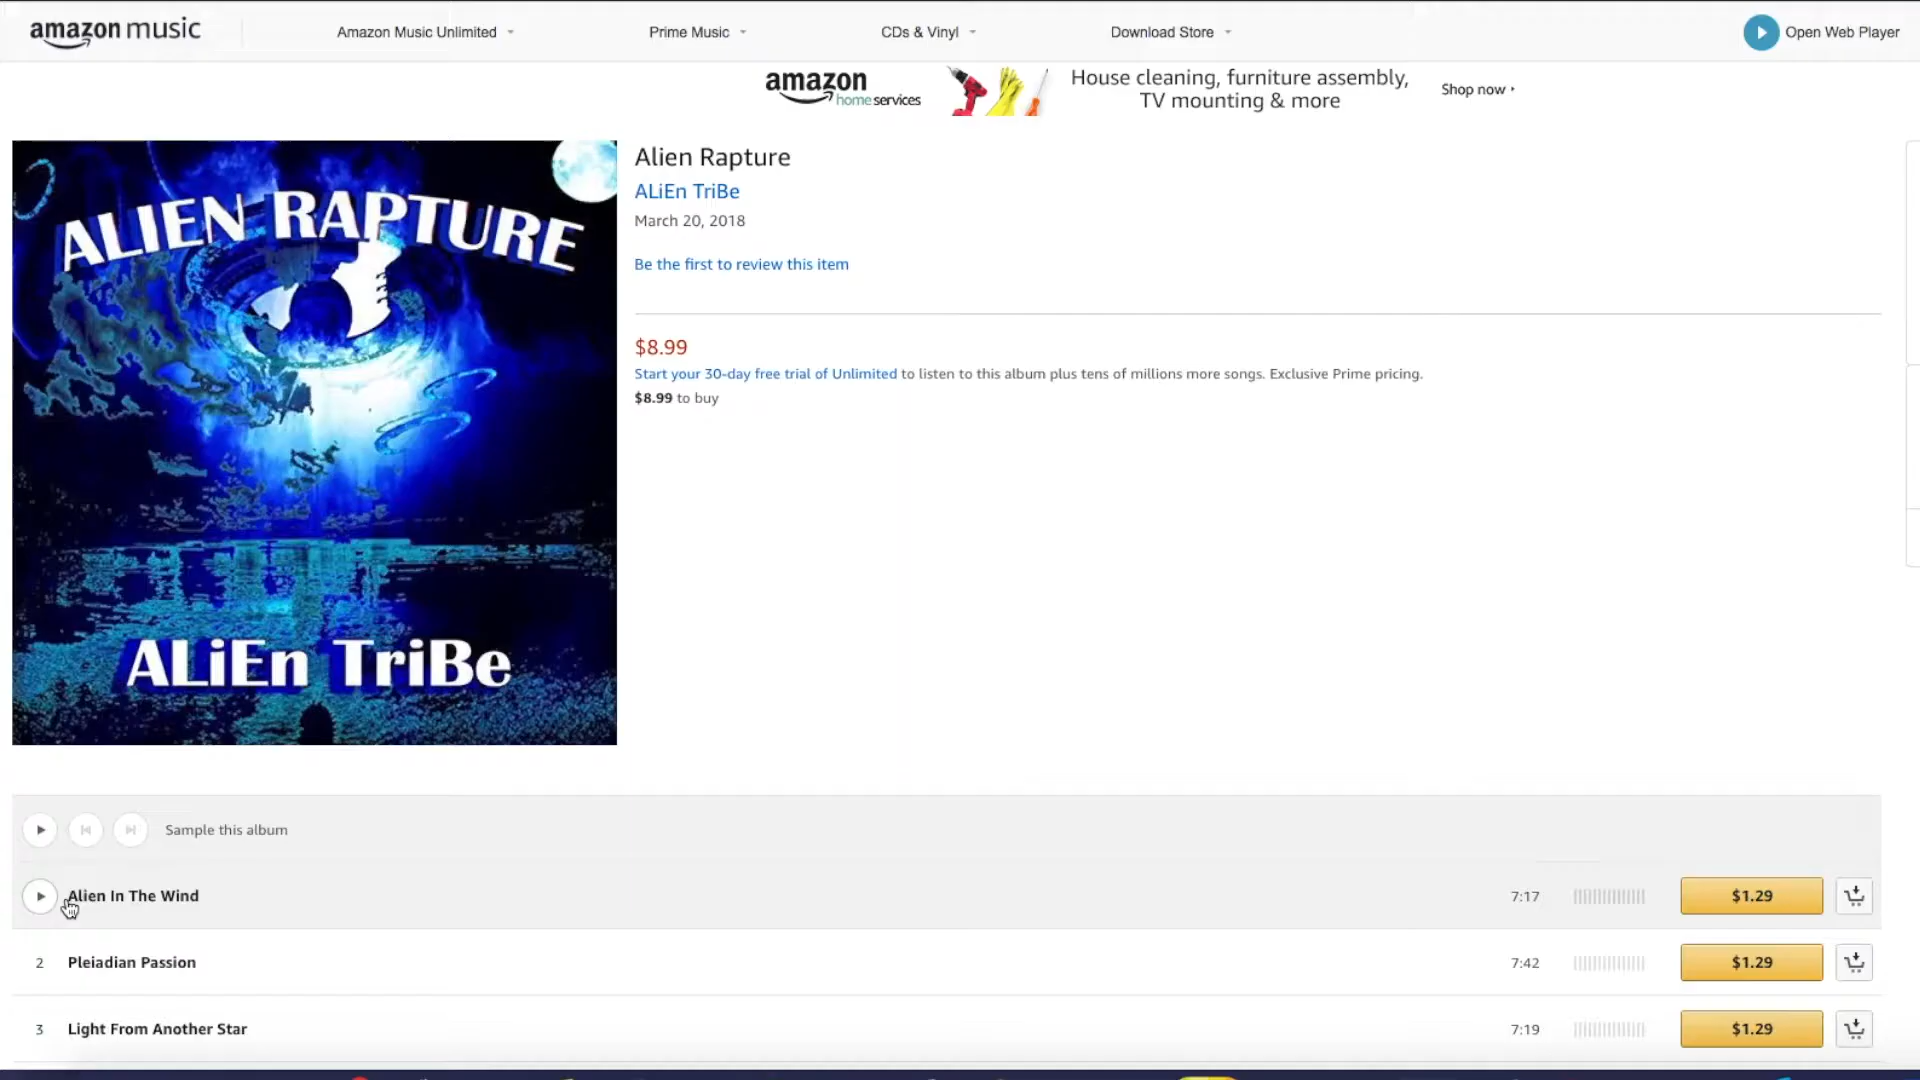 amazon music
Amazon Music Unlimited
Prime Music
CDs & Vinyl
Download Store
Open Web Player
amazon
home services
House cleaning, furniture assembly,
TV mounting & more
Shop now
ALIEN RAPTURE
ALiEn TriBe
Alien Rapture
ALiEn TriBe
March 20, 2018
Be the first to review this item
$8.99
Start your 30-day free trial of Unlimited to listen to this album plus tens of millions more songs. Exclusive Prime pricing.
$8.99 to buy
Sample this album
Alien In The Wind 7:17 $1.29
2 Pleiadian Passion 7:42 $1.29
3 Light From Another Star 7:19 $1.29